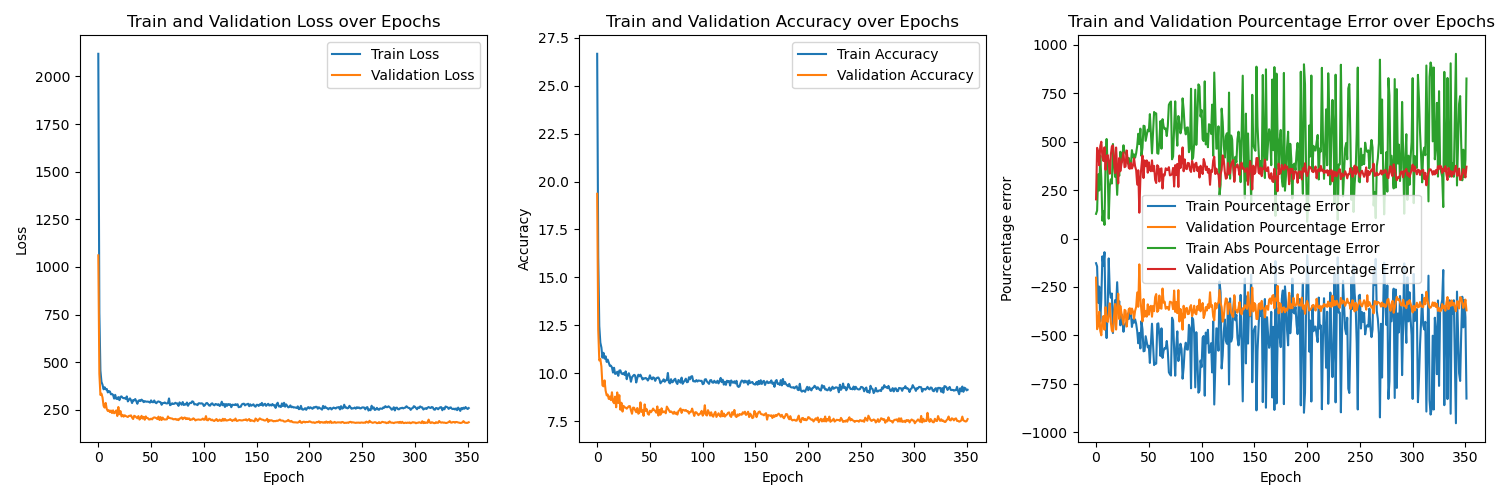 Train and Validation Loss over Epochs
Train Loss
Validation Loss
Loss
2000
1750
1500
1250
1000
750
500
250
0 50 100 150 200 250 300 350
Epoch
Train and Validation Accuracy over Epochs
Train Accuracy
Validation Accuracy
Accuracy
27.5
25.0
22.5
20.0
17.5
15.0
12.5
10.0
7.5
0 50 100 150 200 250 300 350
Epoch
Train and Validation Pourcentage Error over Epochs
Train Pourcentage Error
Validation Pourcentage Error
Train Abs Pourcentage Error
Validation Abs Pourcentage Error
Pourcentage error
1000
750
500
250
0
−250
−500
−750
−1000
0 50 100 150 200 250 300 350
Epoch